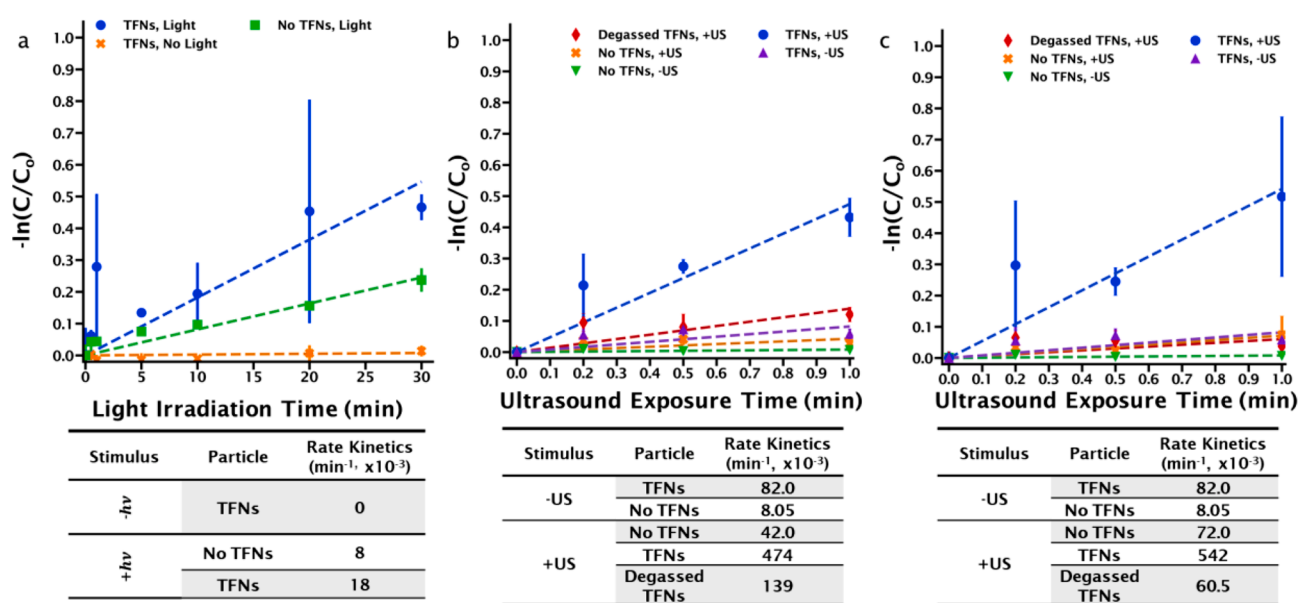 a
TFNs, Light
No TFNs, Light
TFNs, No Light
-ln(C/Co)
1.0
0.9
0.8
0.7
0.6
0.5
0.4
0.3
0.2
0.1
0.0
0
5
10
15
20
25
30
Light Irradiation Time (min)
Stimulus
Particle
Rate Kinetics
(min-1, x10-3)
-hv
TFNs
0
+hv
No TFNs
8
TFNs
18
b
Degassed TFNs, +US
TFNs, +US
No TFNs, +US
TFNs, -US
No TFNs, -US
-ln(C/Co)
1.0
0.9
0.8
0.7
0.6
0.5
0.4
0.3
0.2
0.1
0.0
0.0
0.1
0.2
0.3
0.4
0.5
0.6
0.7
0.8
0.9
1.0
Ultrasound Exposure Time (min)
Stimulus
Particle
Rate Kinetics
(min-1, x10-3)
-US
TFNs
82.0
No TFNs
8.05
+US
No TFNs
42.0
TFNs
474
Degassed
TFNs
139
c
Degassed TFNs, +US
TFNs, +US
No TFNs, +US
TFNs, -US
No TFNs, -US
-ln(C/Co)
1.0
0.9
0.8
0.7
0.6
0.5
0.4
0.3
0.2
0.1
0.0
0.0
0.1
0.2
0.3
0.4
0.5
0.6
0.7
0.8
0.9
1.0
Ultrasound Exposure Time (min)
Stimulus
Particle
Rate Kinetics
(min-1, x10-3)
-US
TFNs
82.0
No TFNs
8.05
+US
No TFNs
72.0
TFNs
542
Degassed
TFNs
60.5